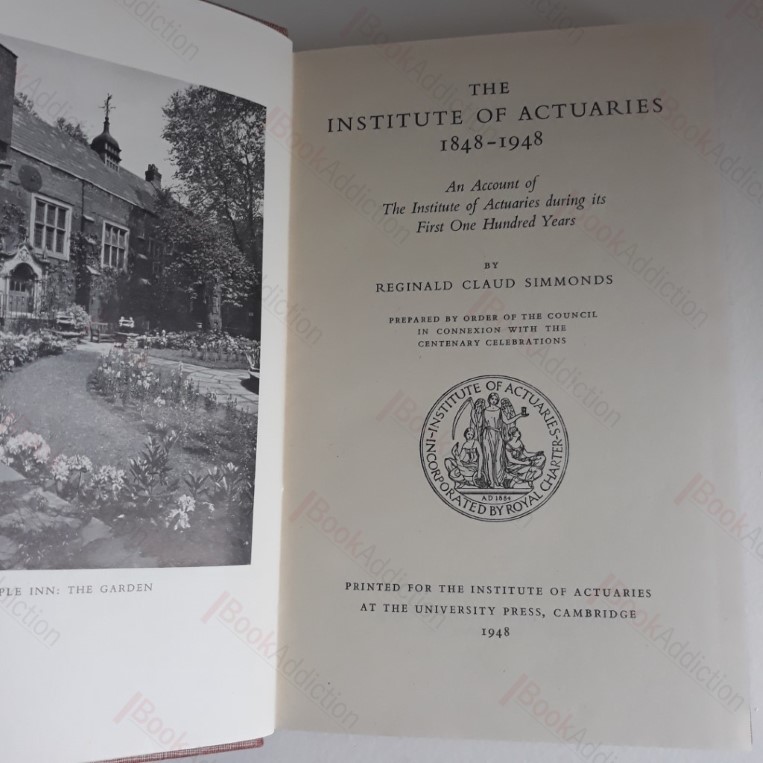 PLE INN: THE GARDEN
THE
INSTITUTE OF ACTUARIES
1848–1948
An Account of
The Institute of Actuaries during its
First One Hundred Years
BY
REGINALD CLAUD SIMMONDS
PREPARED BY ORDER OF THE COUNCIL
IN CONNEXION WITH THE
CENTENARY CELEBRATIONS
INSTITUTE OF ACTUARIES
INCORPORATED BY ROYAL CHARTER
AD 1884
PRINTED FOR THE INSTITUTE OF ACTUARIES
AT THE UNIVERSITY PRESS, CAMBRIDGE
1948
BookAddiction